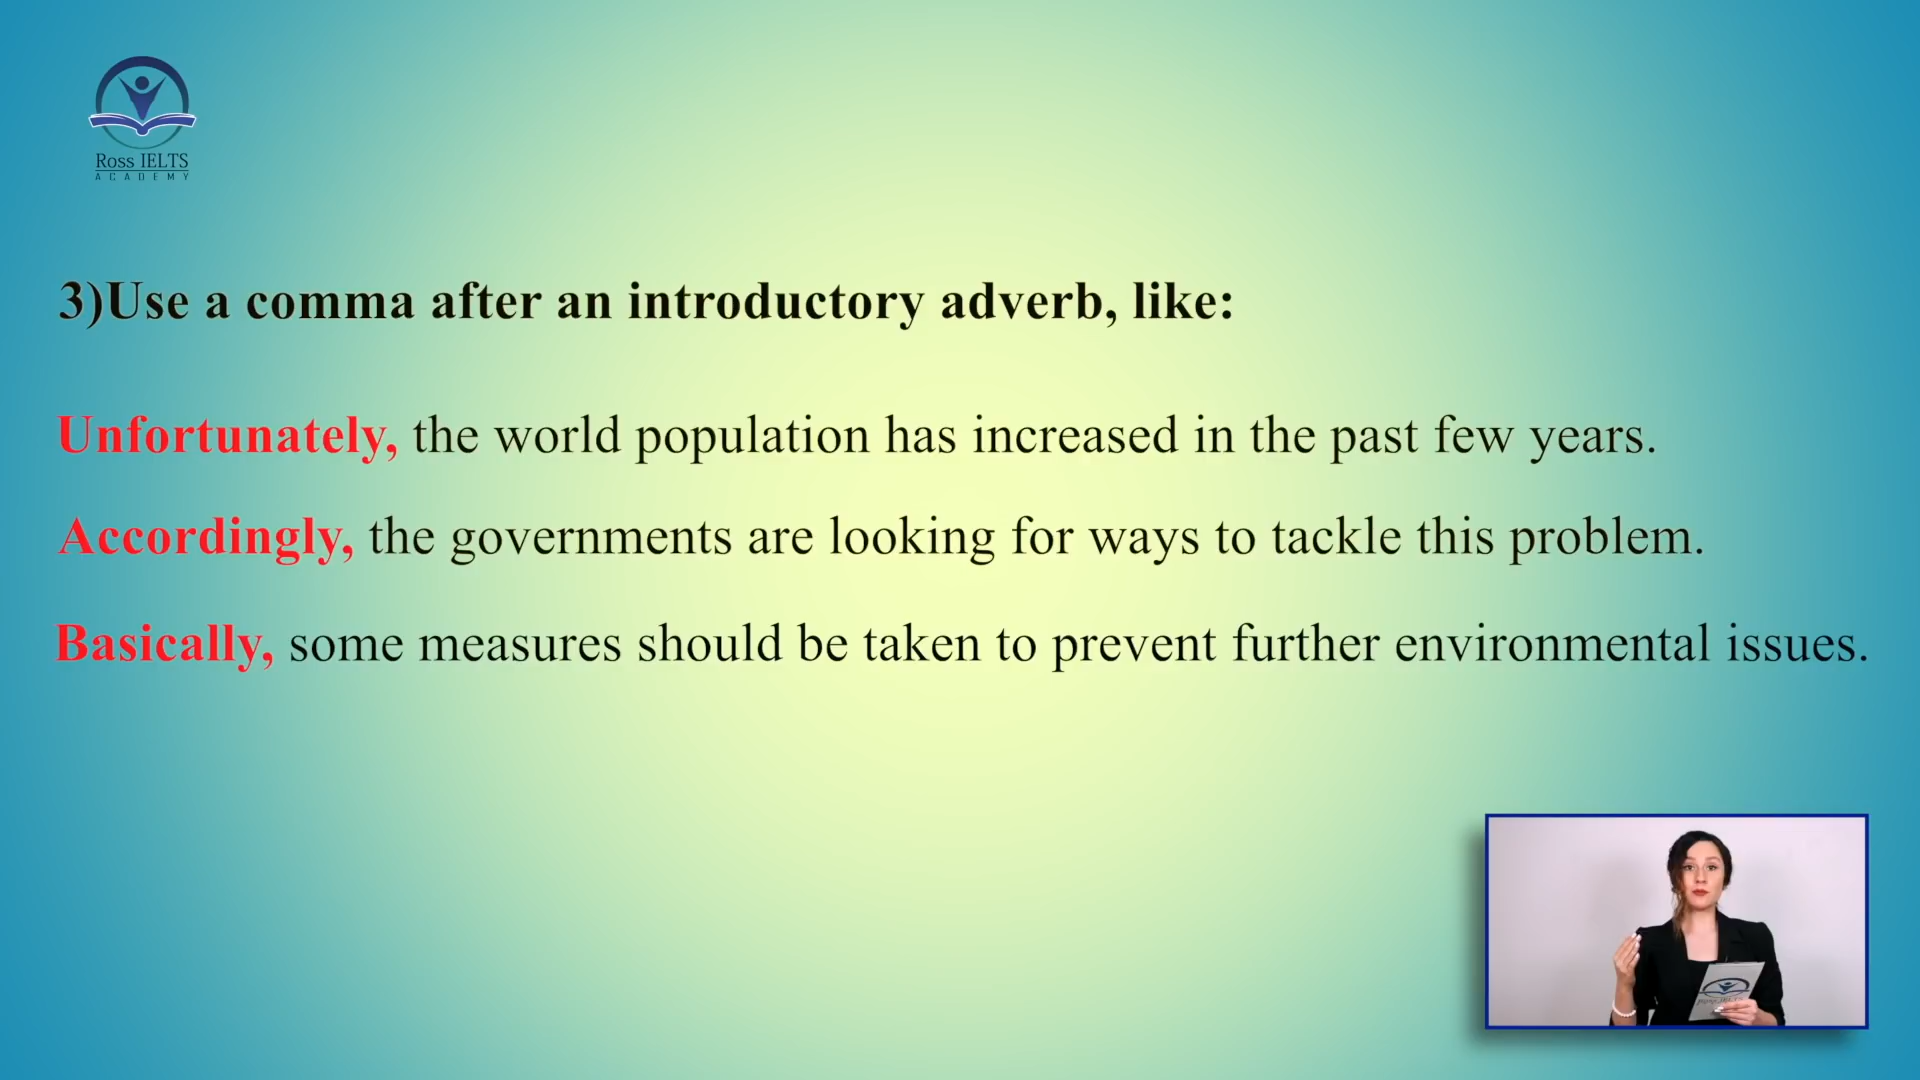 Ross IELTS
ACADEMY
3)Use a comma after an introductory adverb, like:
Unfortunately, the world population has increased in the past few years.
Accordingly, the governments are looking for ways to tackle this problem.
Basically, some measures should be taken to prevent further environmental issues.